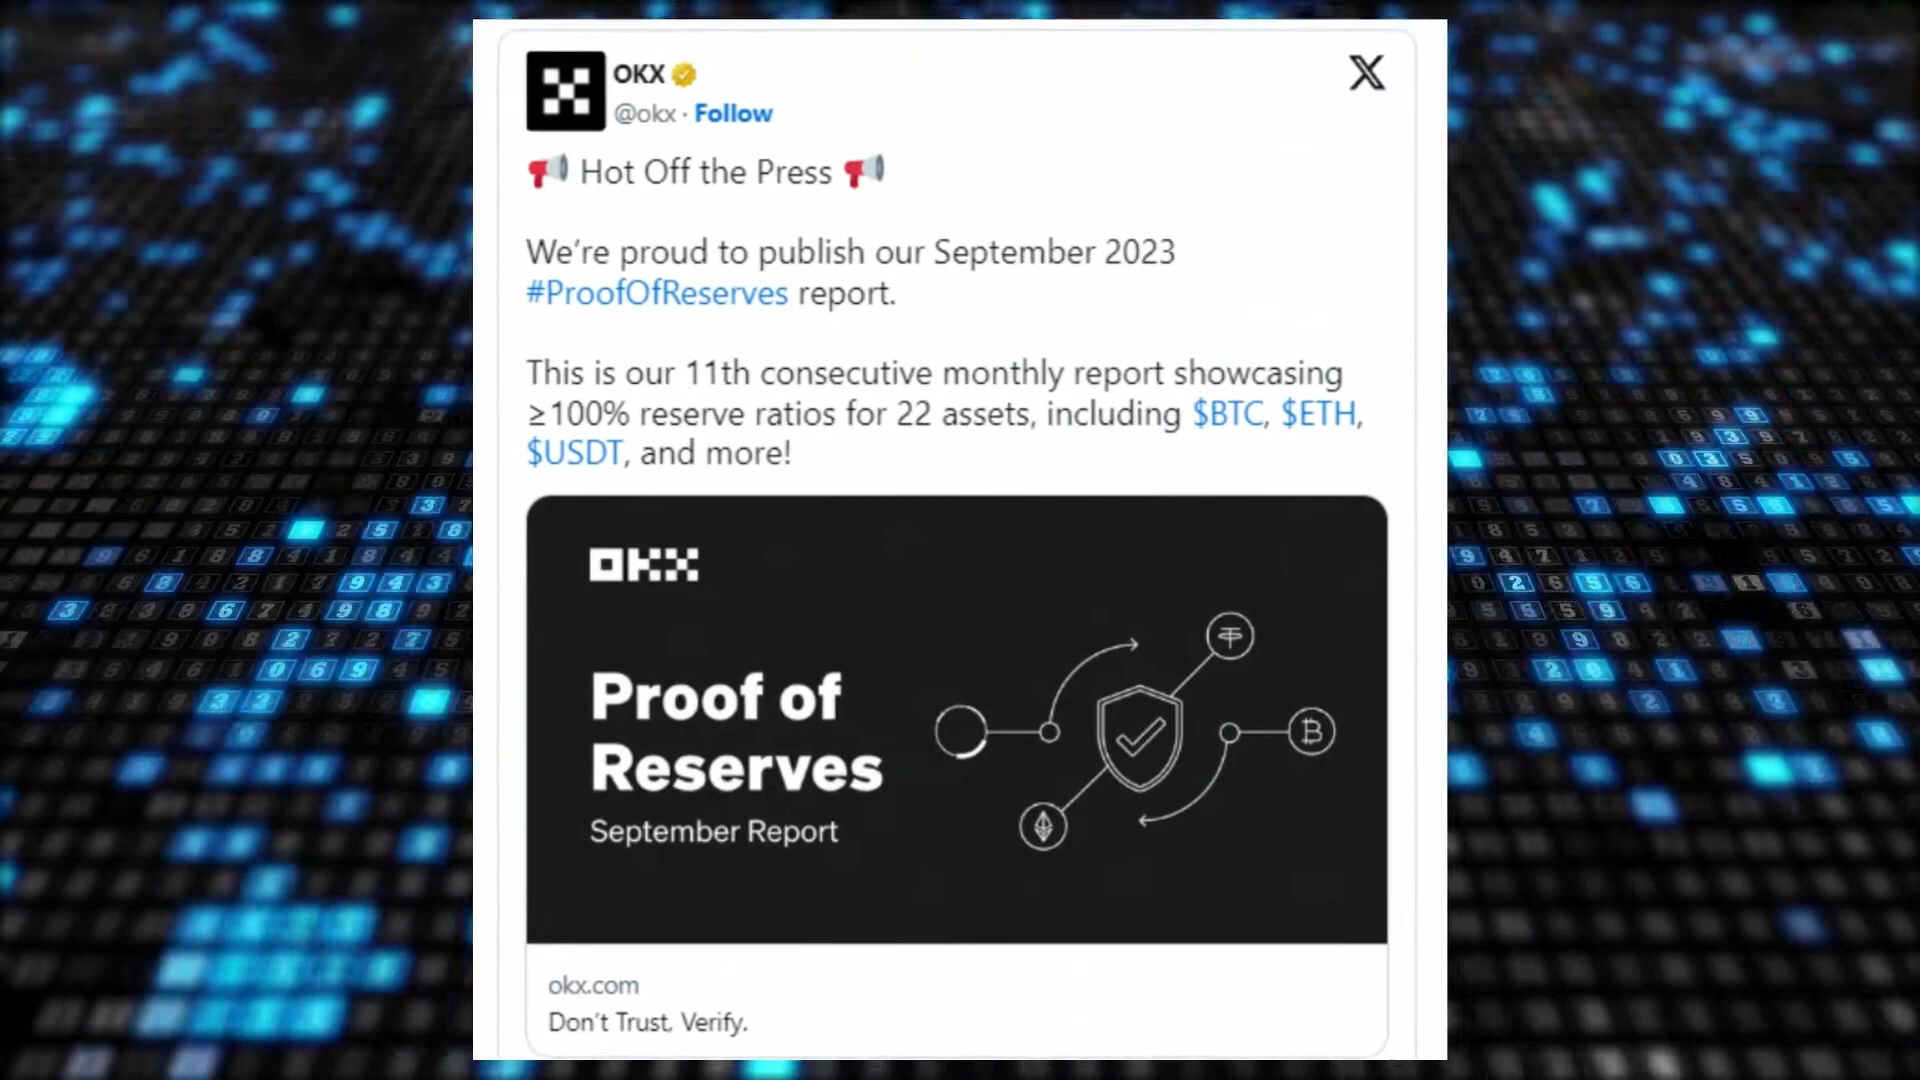 OKX
@okx · Follow
📢 Hot Off the Press 📢
We’re proud to publish our September 2023
#ProofOfReserves report.
This is our 11th consecutive monthly report showcasing
≥100% reserve ratios for 22 assets, including $BTC, $ETH,
$USDT, and more!
OKX
Proof of
Reserves
September Report
okx.com
Don’t Trust, Verify.